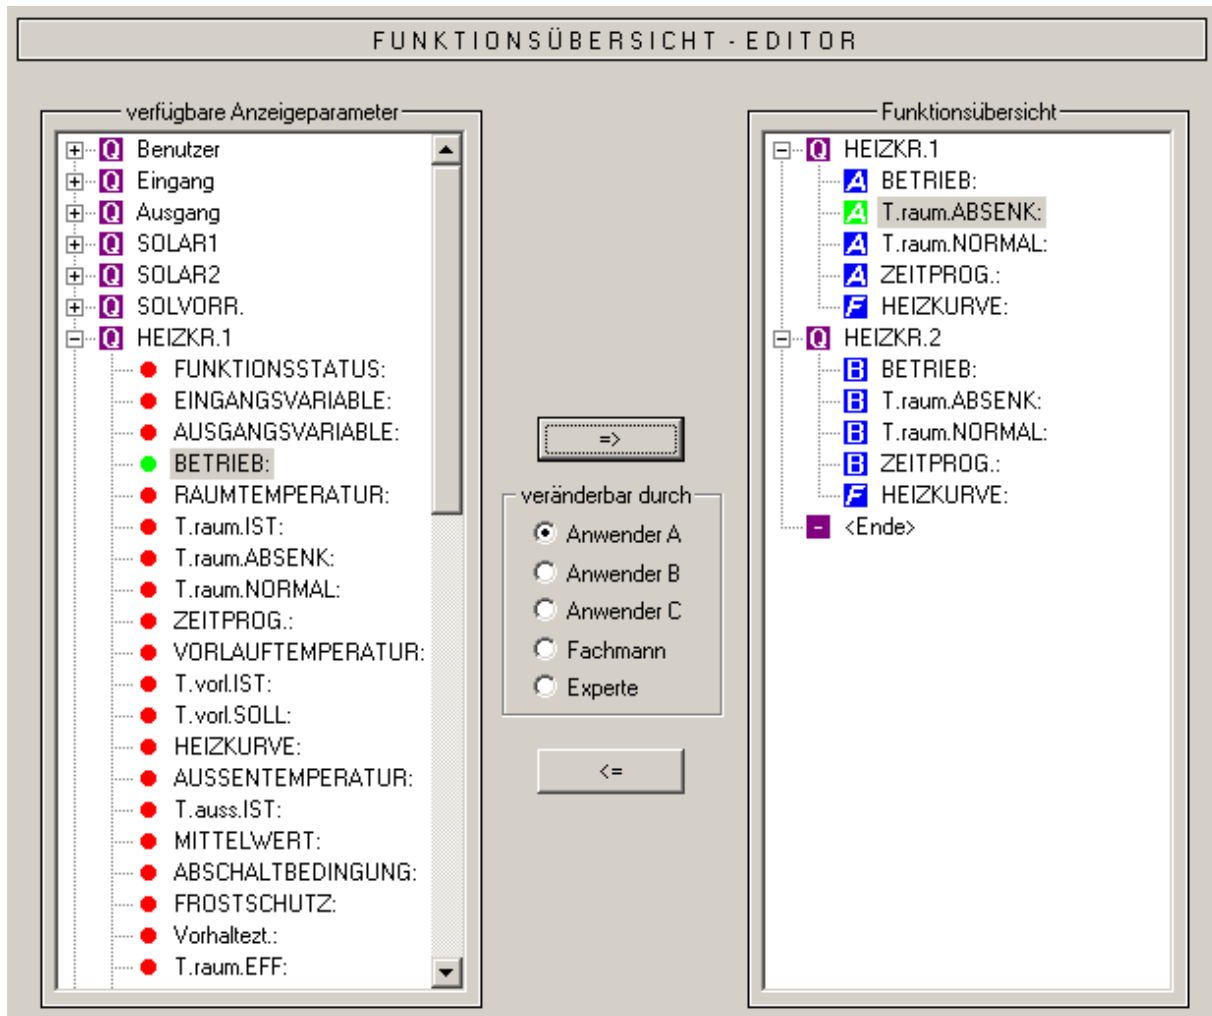 FUNKTIONSÜBERSICHT - EDITOR
verfügbare Anzeigeparameter
Q Benutzer
Q Eingang
Q Ausgang
Q SOLAR1
Q SOLAR2
Q SOLVORR.
Q HEIZKR.1
FUNKTIONSSTATUS:
EINGANGSVARIABLE:
AUSGANGSVARIABLE:
BETRIEB:
RAUMTEMPERATUR:
T.raum.IST:
T.raum.ABSENK:
T.raum.NORMAL:
ZEITPROG.:
VORLAUFTEMPERATUR:
T.vorl.IST:
T.vorl.SOLL:
HEIZKURVE:
AUSSENTEMPERATUR:
T.auss.IST:
MITTELWERT:
ABSCHALTBEDINGUNG:
FROSTSCHUTZ:
Vorhaltezt.:
T.raum.EFF:
=>
veränderbar durch
Anwender A
Anwender B
Anwender C
Fachmann
Experte
<=
Funktionsübersicht
Q HEIZKR.1
A BETRIEB:
A T.raum.ABSENK:
A T.raum.NORMAL:
A ZEITPROG.:
F HEIZKURVE:
Q HEIZKR.2
B BETRIEB:
B T.raum.ABSENK:
B T.raum.NORMAL:
B ZEITPROG.:
F HEIZKURVE:
- <Ende>